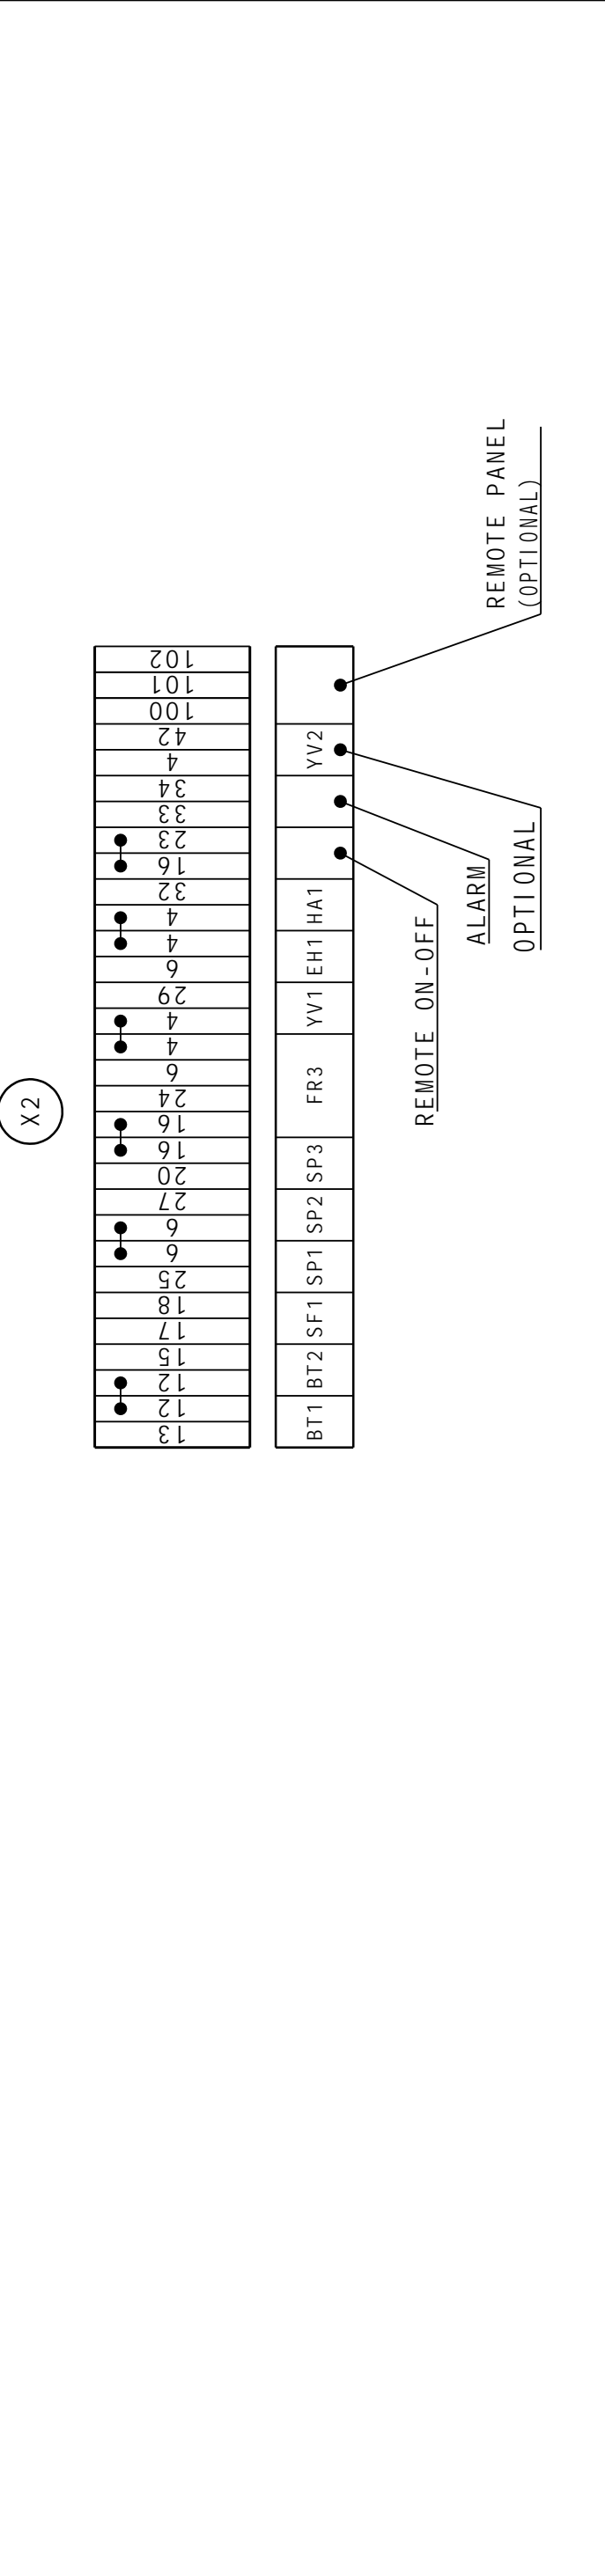 X2
102
101
100
42
4
34
33
23
16
32
4
4
6
29
4
4
6
24
16
16
20
27
6
6
25
18
17
15
12
12
13
YV2
HA1
EH1
YV1
FR3
SP3
SP2
SP1
SF1
BT2
BT1
REMOTE PANEL
(OPTIONAL)
OPTIONAL
ALARM
REMOTE ON-OFF